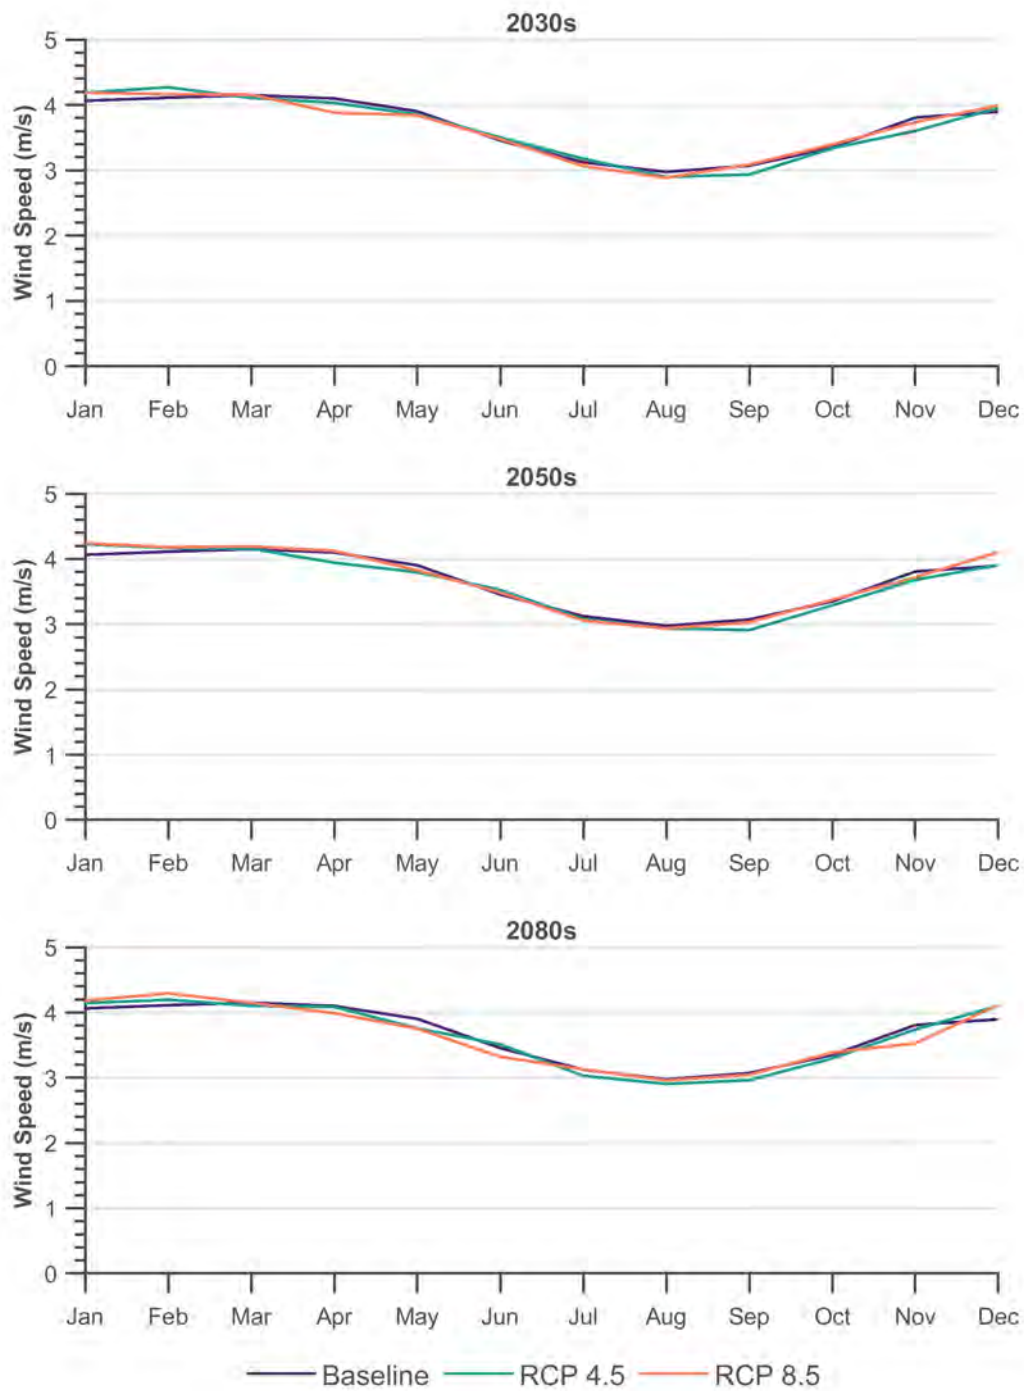 2030s
5
4
3
2
1
0
Wind Speed (m/s)
Jan Feb Mar Apr May Jun Jul Aug Sep Oct Nov Dec
2050s
5
4
3
2
1
0
Wind Speed (m/s)
Jan Feb Mar Apr May Jun Jul Aug Sep Oct Nov Dec
2080s
5
4
3
2
1
0
Wind Speed (m/s)
Jan Feb Mar Apr May Jun Jul Aug Sep Oct Nov Dec
Baseline RCP 4.5 RCP 8.5